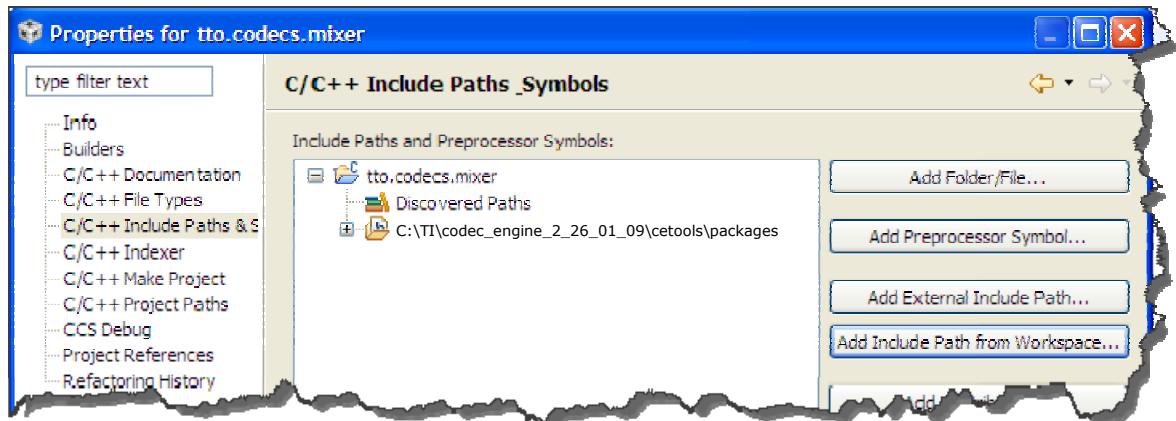 Properties for tto.codecs.mixer
type filter text
C/C++ Include Paths _Symbols
Info
Builders
C/C++ Documentation
C/C++ File Types
C/C++ Include Paths & S
C/C++ Indexer
C/C++ Make Project
C/C++ Project Paths
CCS Debug
Project References
Refactoring History
Include Paths and Preprocessor Symbols:
tto.codecs.mixer
Discovered Paths
C:\TI\codec_engine_2_26_01_09\cetools\packages
Add Folder/File...
Add Preprocessor Symbol...
Add External Include Path...
Add Include Path from Workspace...
Add